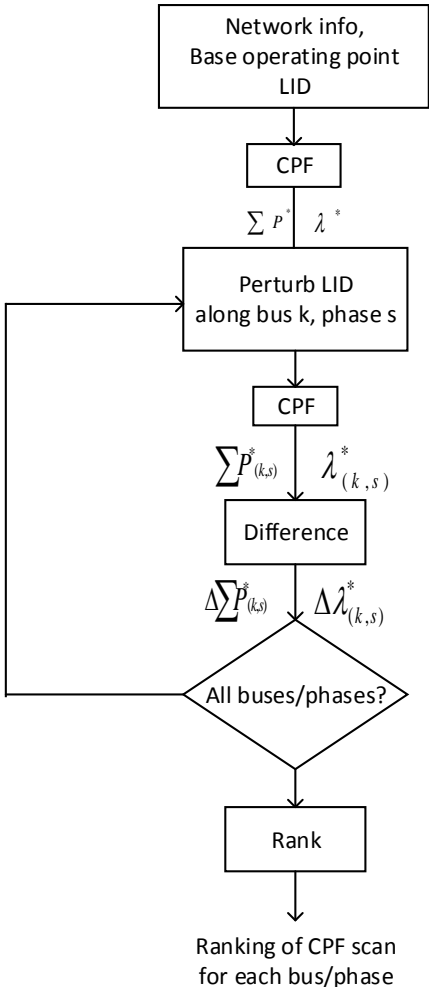 Network info,
Base operating point
LID
CPF
∑ P* λ*
Perturb LID
along bus k, phase s
CPF
∑P*(k,s) λ*(k,s)
Difference
Δ∑P*(k,s) Δλ*(k,s)
All buses/phases?
Rank
Ranking of CPF scan
for each bus/phase